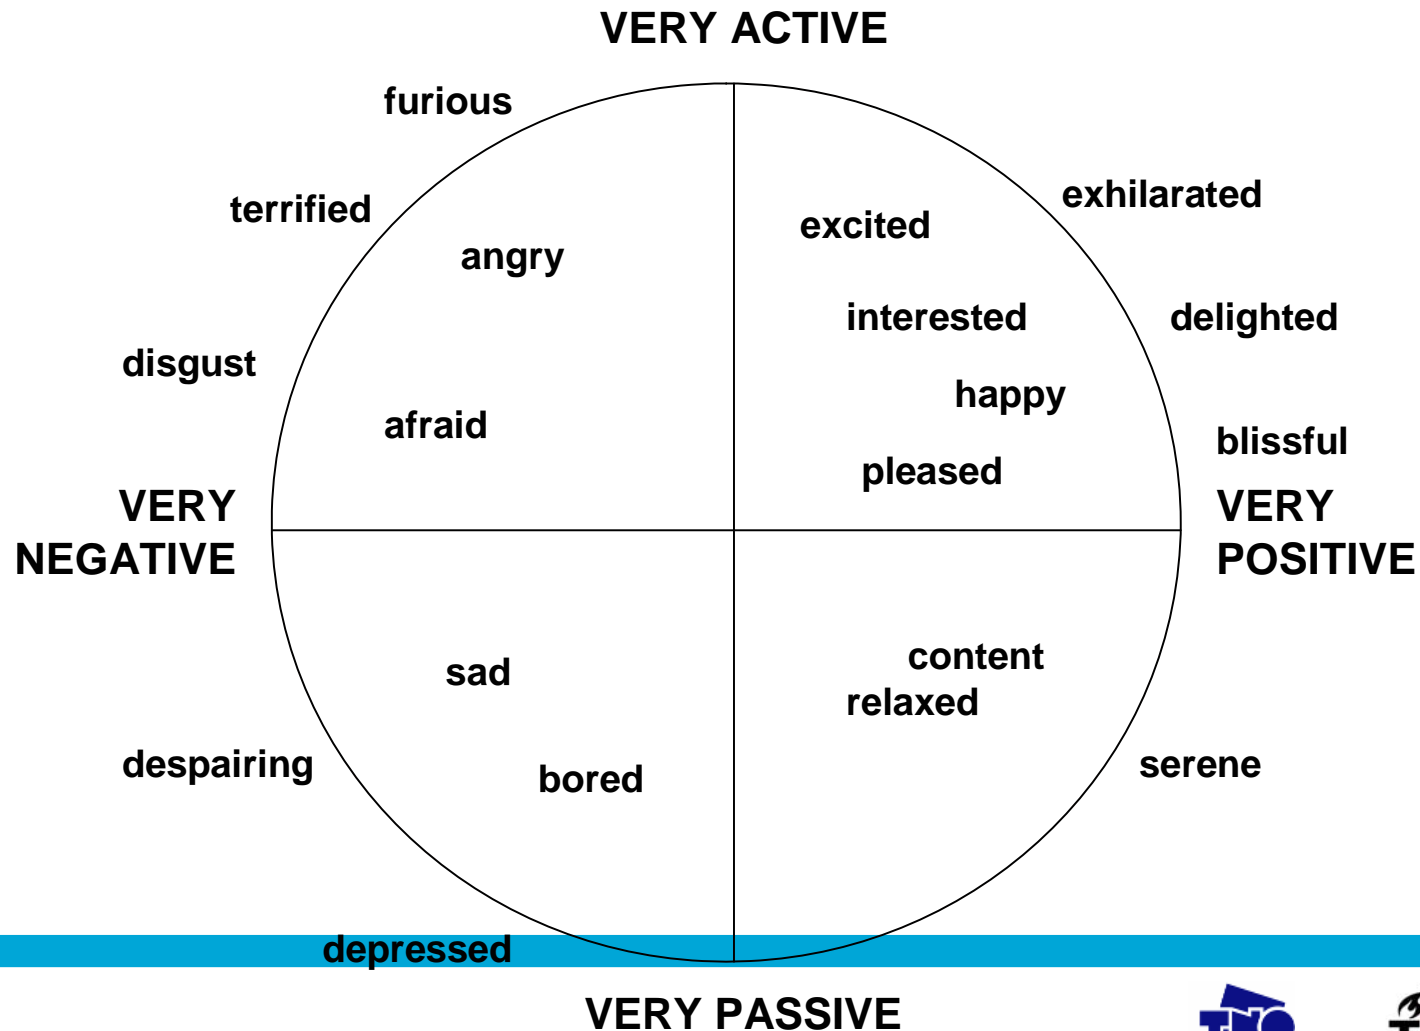 VERY ACTIVE
furious
exhilarated
terrified
excited
angry
interested
delighted
disgust
happy
afraid
blissful
pleased
VERY
NEGATIVE
VERY
POSITIVE
content
sad
relaxed
despairing
bored
serene
depressed
VERY PASSIVE
TNO